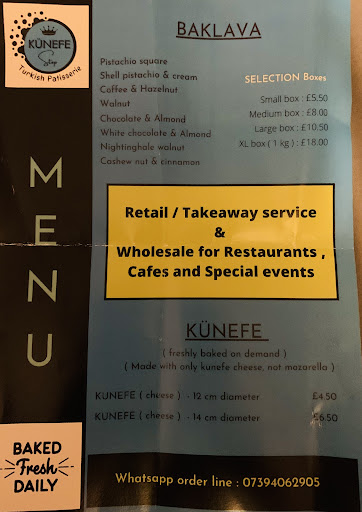 KÜNEFE
Shop
Turkish Patisserie
MENU
BAKED
Fresh
DAILY
BAKLAVA
Pistachio square
Shell pistachio & cream
Coffee & Hazelnut
Walnut
Chocolate & Almond
White chocolate & Almond
Nightinghale walnut
Cashew nut & cinnamon
SELECTION Boxes
Small box : £5.50
Medium box : £8.00
Large box : £10.50
XL box ( 1 kg ) : £18.00
Retail / Takeaway service
&
Wholesale for Restaurants ,
Cafes and Special events
KÜNEFE
( freshly baked on demand )
( Made with only kunefe cheese, not mozarella )
KUNEFE ( cheese ) - 12 cm diameter £4.50
KUNEFE ( cheese ) - 14 cm diameter £6.50
Whatsapp order line : 07394062905